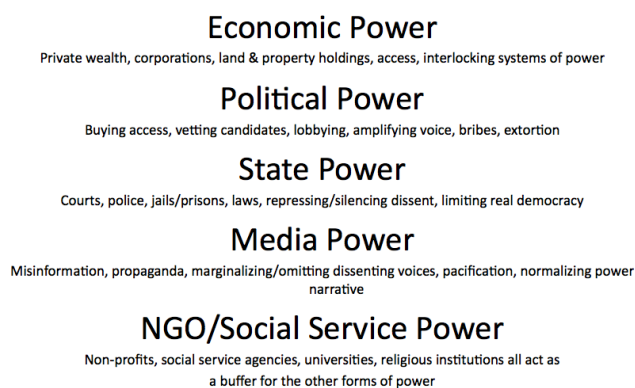 Economic Power
Private wealth, corporations, land & property holdings, access, interlocking systems of power
Political Power
Buying access, vetting candidates, lobbying, amplifying voice, bribes, extortion
State Power
Courts, police, jails/prisons, laws, repressing/silencing dissent, limiting real democracy
Media Power
Misinformation, propaganda, marginalizing/omitting dissenting voices, pacification, normalizing power
narrative
NGO/Social Service Power
Non-profits, social service agencies, universities, religious institutions all act as
a buffer for the other forms of power